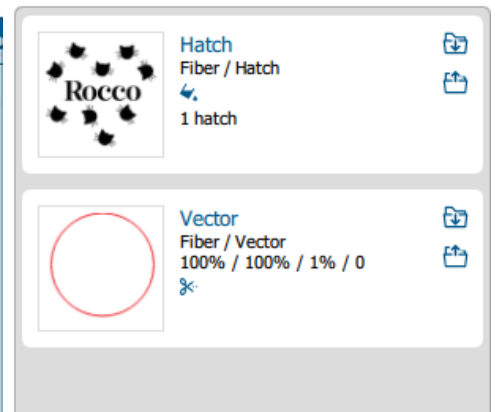 Rocco
Hatch
Fiber / Hatch
1 hatch
Vector
Fiber / Vector
100% / 100% / 1% / 0